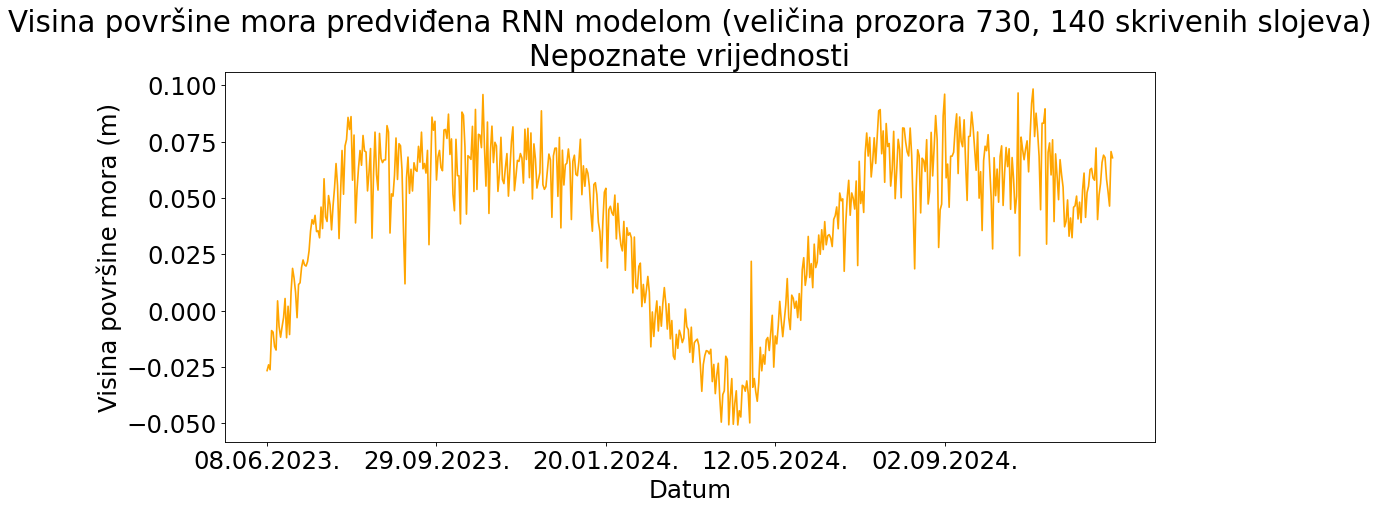 Visina površine mora predviđena RNN modelom (veličina prozora 730, 140 skrivenih slojeva)
Nepoznate vrijednosti
Visina površine mora (m)
0.100
0.075
0.050
0.025
0.000
−0.025
−0.050
08.06.2023. 29.09.2023. 20.01.2024. 12.05.2024. 02.09.2024.
Datum